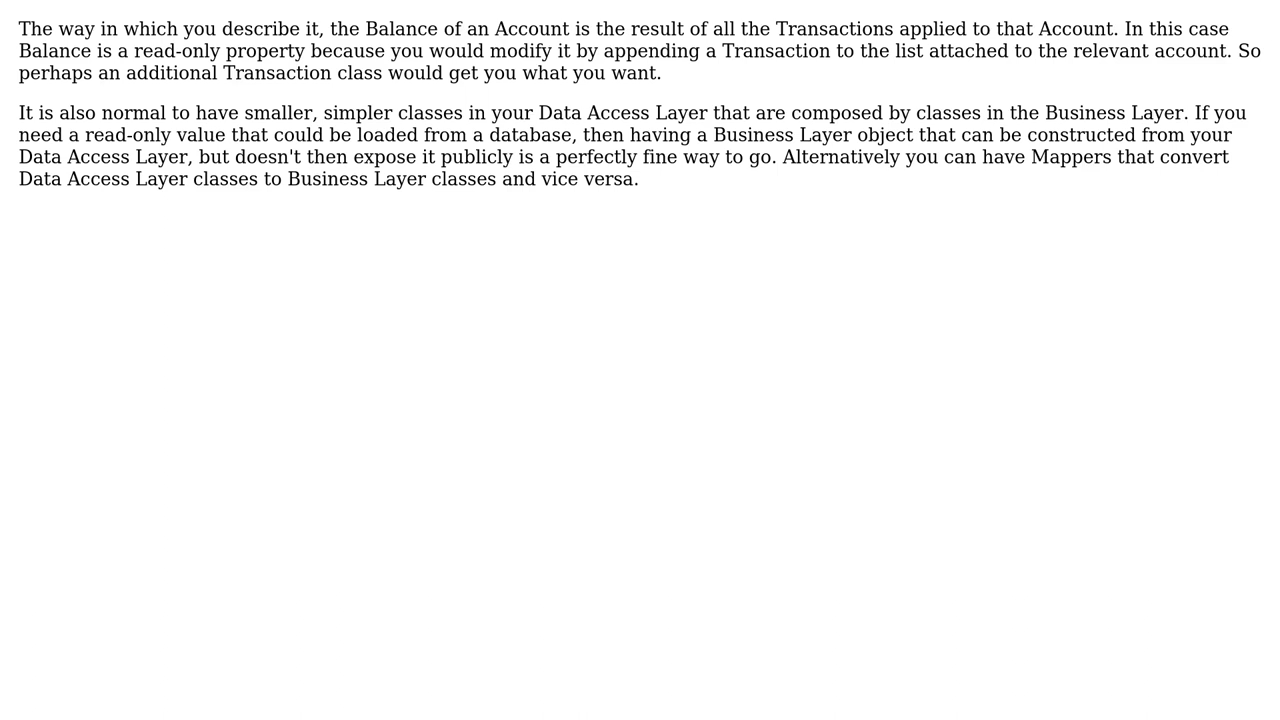 The way in which you describe it, the Balance of an Account is the result of all the Transactions applied to that Account. In this case
Balance is a read-only property because you would modify it by appending a Transaction to the list attached to the relevant account. So
perhaps an additional Transaction class would get you what you want.
It is also normal to have smaller, simpler classes in your Data Access Layer that are composed by classes in the Business Layer. If you
need a read-only value that could be loaded from a database, then having a Business Layer object that can be constructed from your
Data Access Layer, but doesn't then expose it publicly is a perfectly fine way to go. Alternatively you can have Mappers that convert
Data Access Layer classes to Business Layer classes and vice versa.